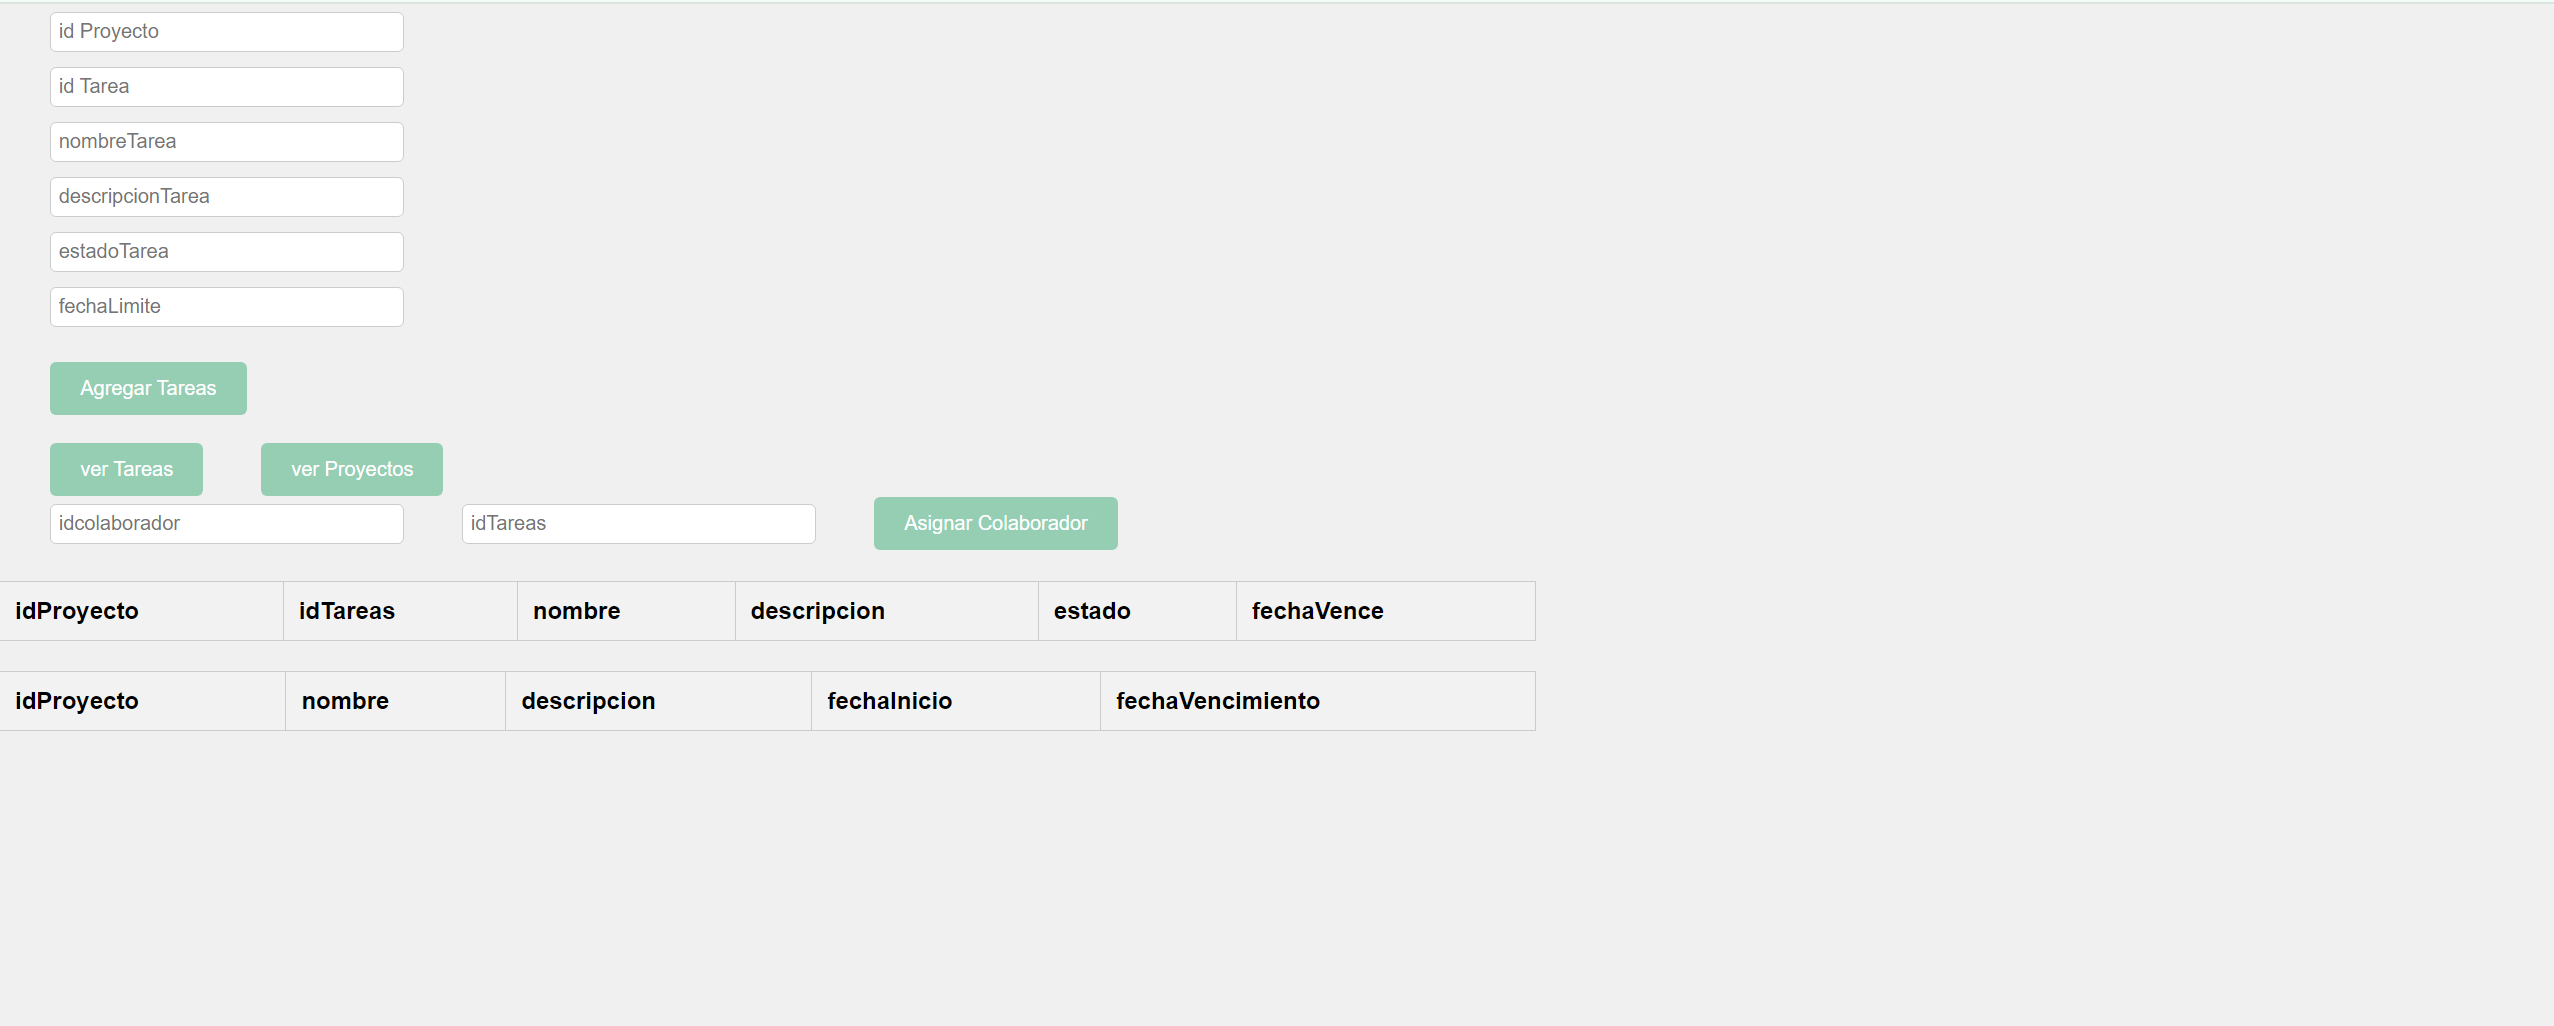 id Proyecto
id Tarea
nombreTarea
descripcionTarea
estadoTarea
fechaLimite
Agregar Tareas
ver Tareas ver Proyectos
idcolaborador idTareas Asignar Colaborador
idProyecto idTareas nombre descripcion estado fechaVence
idProyecto nombre descripcion fechaInicio fechaVencimiento